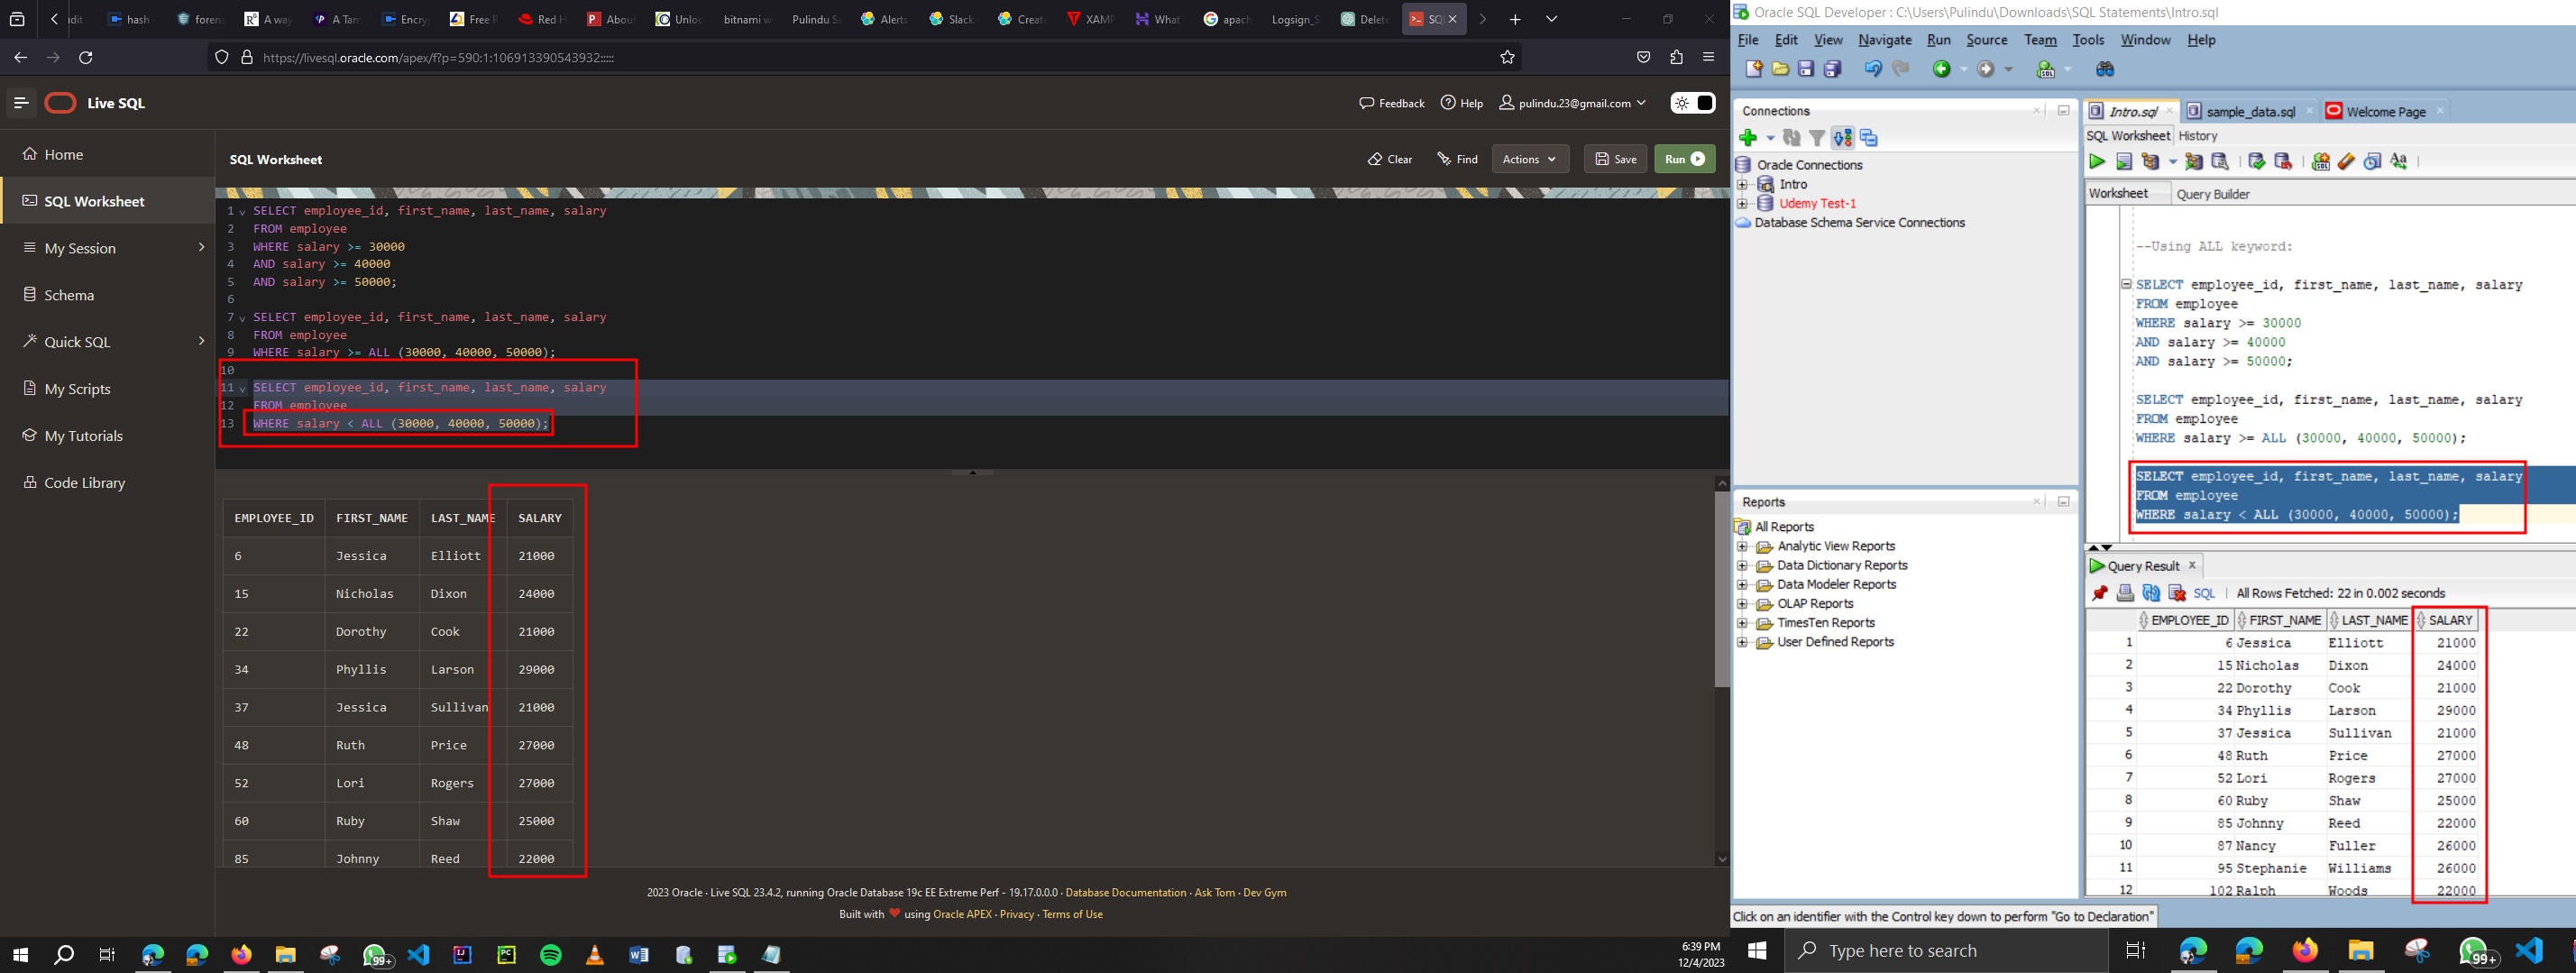 hash
foren
A way
A Tam
Encry
Free R
Red H
About
Unloc
bitnami w
Pulindu Sa
Alerts
Slack
Create
XAMP
What
apach
Logsign_S
Delete
SQ
https://livesql.oracle.com/apex/f?p=590:1:106913390543932:::::
Live SQL
Feedback
Help
pulindu.23@gmail.com
Home
SQL Worksheet
My Session
Schema
Quick SQL
My Scripts
My Tutorials
Code Library
SQL Worksheet
Clear
Find
Actions
Save
Run
1 SELECT employee_id, first_name, last_name, salary
2 FROM employee
3 WHERE salary >= 30000
4 AND salary >= 40000
5 AND salary >= 50000;
6
7 SELECT employee_id, first_name, last_name, salary
8 FROM employee
9 WHERE salary >= ALL (30000, 40000, 50000);
10
11 SELECT employee_id, first_name, last_name, salary
12 FROM employee
13 WHERE salary < ALL (30000, 40000, 50000);
EMPLOYEE_ID FIRST_NAME LAST_NAME SALARY
6 Jessica Elliott 21000
15 Nicholas Dixon 24000
22 Dorothy Cook 21000
34 Phyllis Larson 29000
37 Jessica Sullivan 21000
48 Ruth Price 27000
52 Lori Rogers 27000
60 Ruby Shaw 25000
85 Johnny Reed 22000
2023 Oracle · Live SQL 23.4.2, running Oracle Database 19c EE Extreme Perf - 19.17.0.0.0 · Database Documentation · Ask Tom · Dev Gym
Built with ❤ using Oracle APEX · Privacy · Terms of Use
99+
6:39 PM
12/4/2023
Oracle SQL Developer : C:\Users\Pulindu\Downloads\SQL Statements\Intro.sql
File Edit View Navigate Run Source Team Tools Window Help
Connections
Oracle Connections
Intro
Udemy Test-1
Database Schema Service Connections
Reports
All Reports
Analytic View Reports
Data Dictionary Reports
Data Modeler Reports
OLAP Reports
TimesTen Reports
User Defined Reports
Intro.sql
sample_data.sql
Welcome Page
SQL Worksheet History
Worksheet Query Builder
--Using ALL keyword:
SELECT employee_id, first_name, last_name, salary
FROM employee
WHERE salary >= 30000
AND salary >= 40000
AND salary >= 50000;
SELECT employee_id, first_name, last_name, salary
FROM employee
WHERE salary >= ALL (30000, 40000, 50000);
SELECT employee_id, first_name, last_name, salary
FROM employee
WHERE salary < ALL (30000, 40000, 50000);
Query Result
SQL | All Rows Fetched: 22 in 0.002 seconds
EMPLOYEE_ID FIRST_NAME LAST_NAME SALARY
1 6 Jessica Elliott 21000
2 15 Nicholas Dixon 24000
3 22 Dorothy Cook 21000
4 34 Phyllis Larson 29000
5 37 Jessica Sullivan 21000
6 48 Ruth Price 27000
7 52 Lori Rogers 27000
8 60 Ruby Shaw 25000
9 85 Johnny Reed 22000
10 87 Nancy Fuller 26000
11 95 Stephanie Williams 26000
12 102 Ralph Woods 22000
Click on an identifier with the Control key down to perform "Go to Declaration"
Type here to search
99+